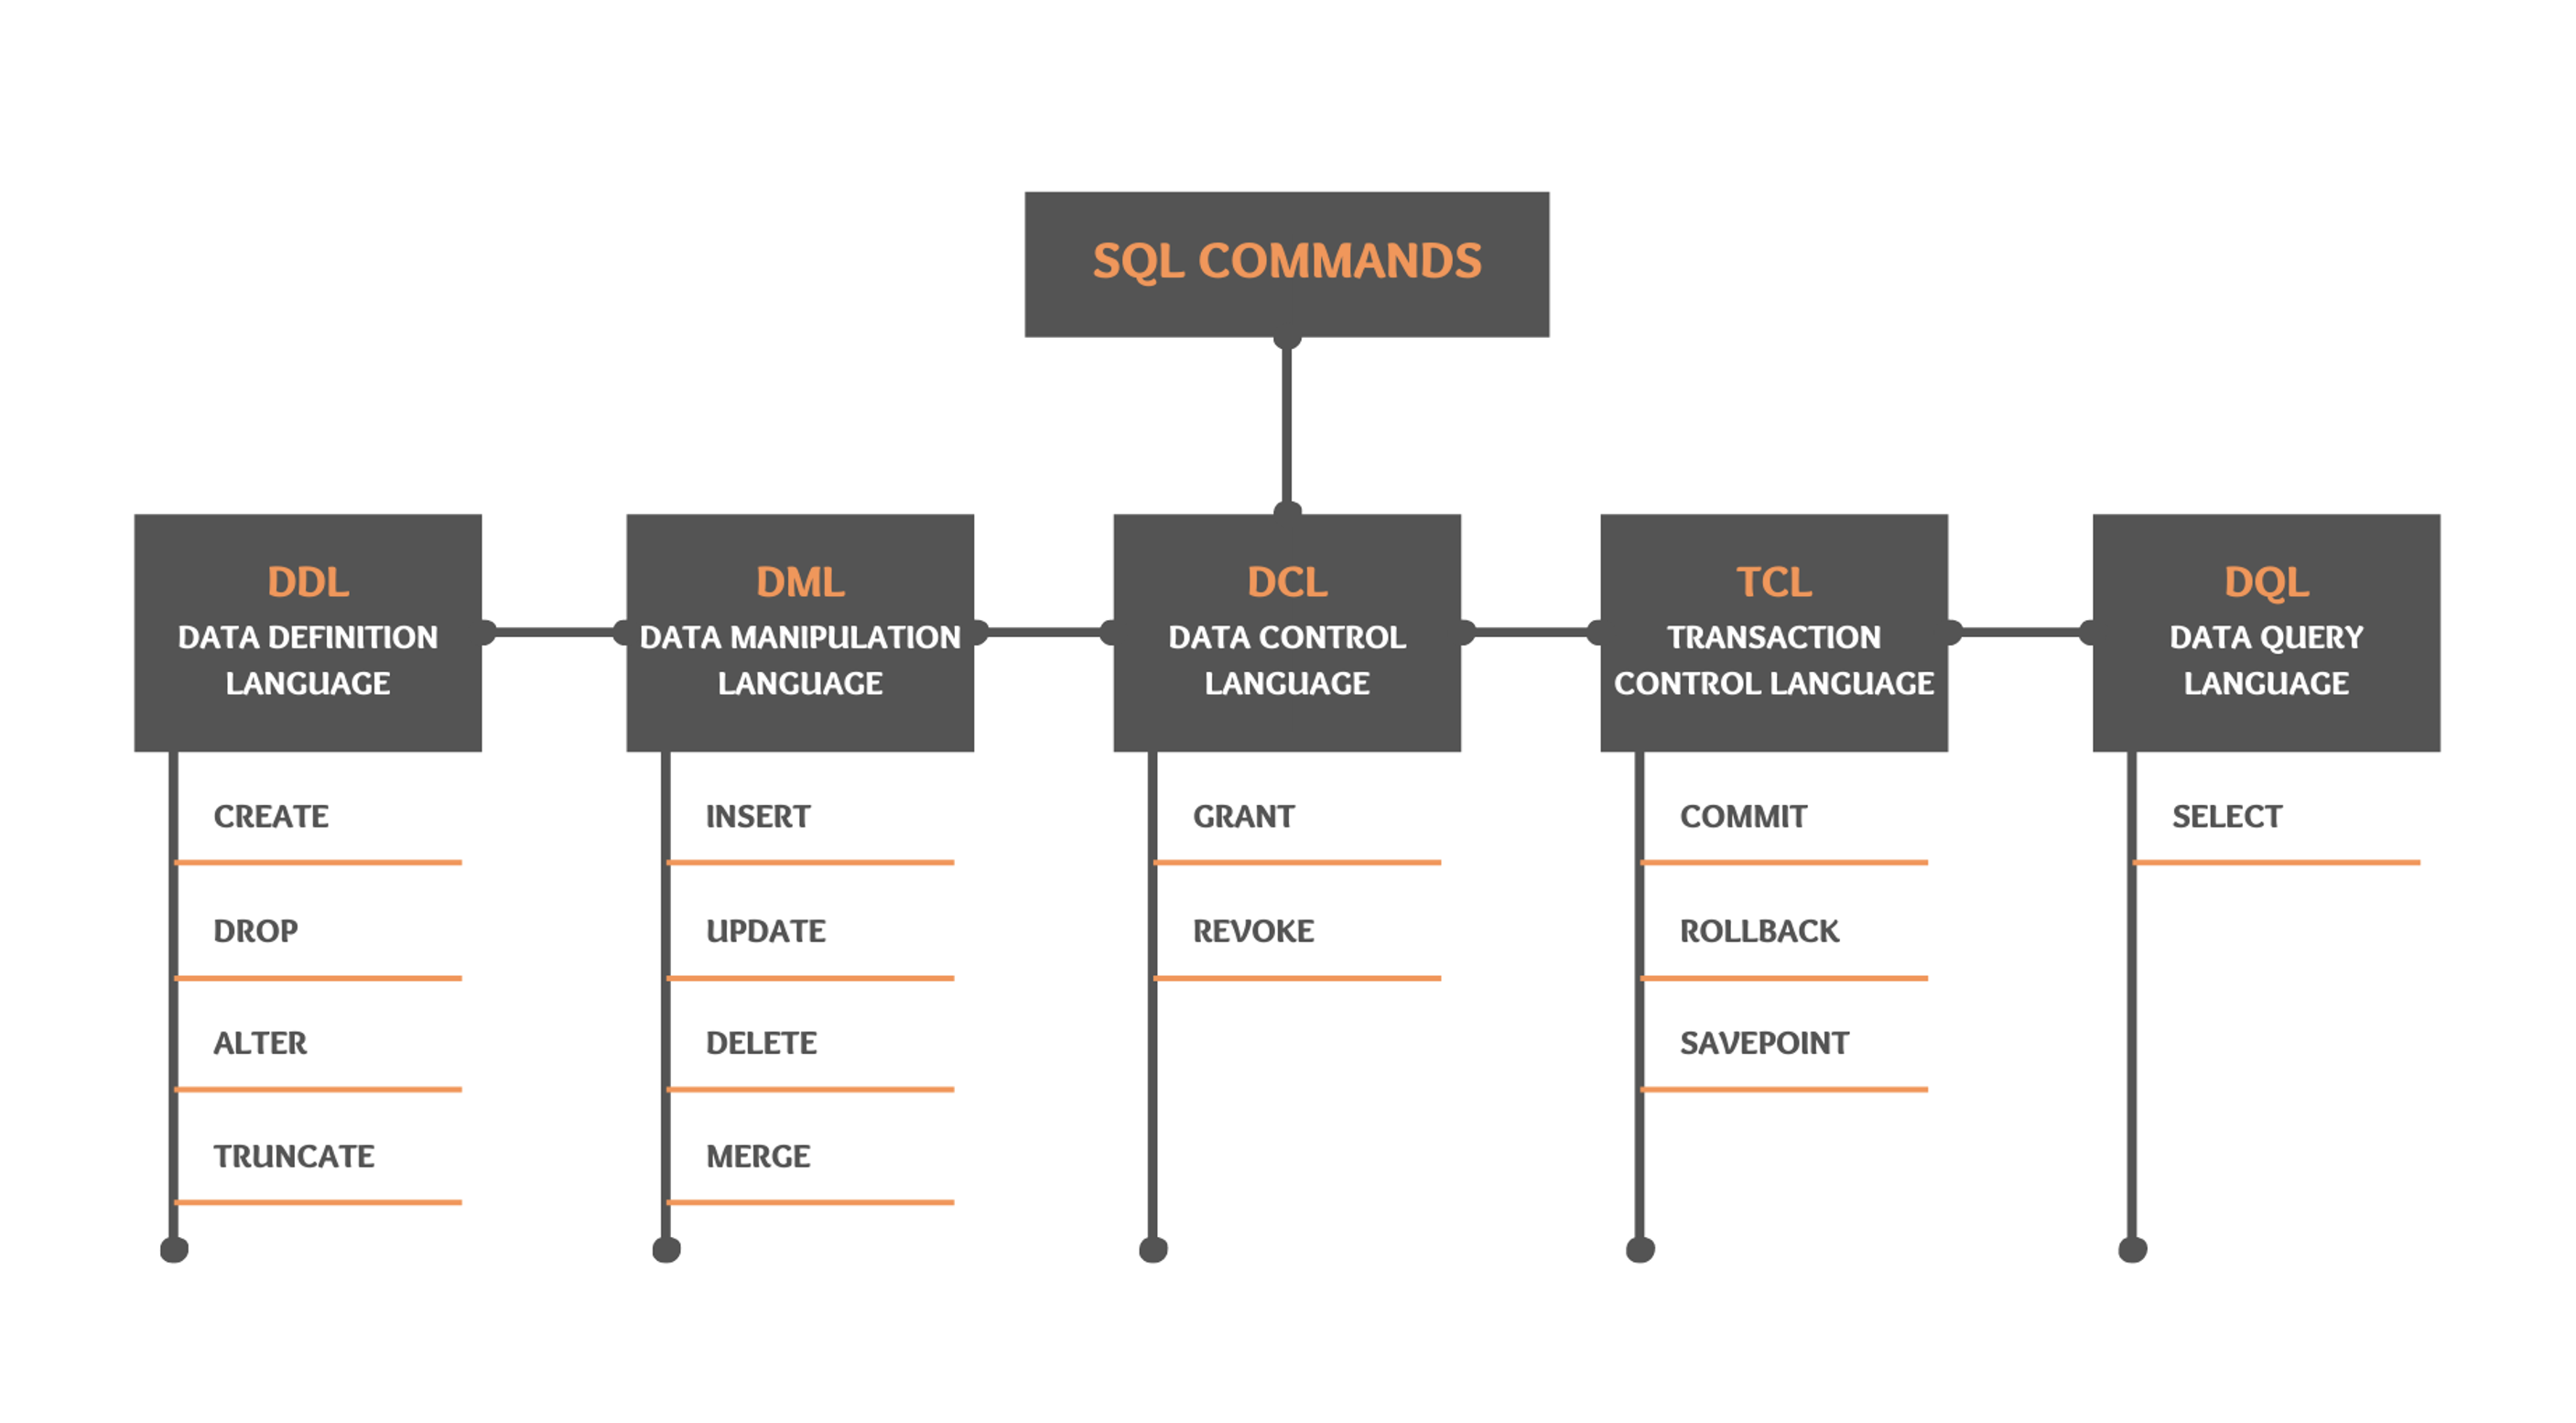 SQL COMMANDS
DDL
DATA DEFINITION
LANGUAGE
CREATE
DROP
ALTER
TRUNCATE
DML
DATA MANIPULATION
LANGUAGE
INSERT
UPDATE
DELETE
MERGE
DCL
DATA CONTROL
LANGUAGE
GRANT
REVOKE
TCL
TRANSACTION
CONTROL LANGUAGE
COMMIT
ROLLBACK
SAVEPOINT
DQL
DATA QUERY
LANGUAGE
SELECT